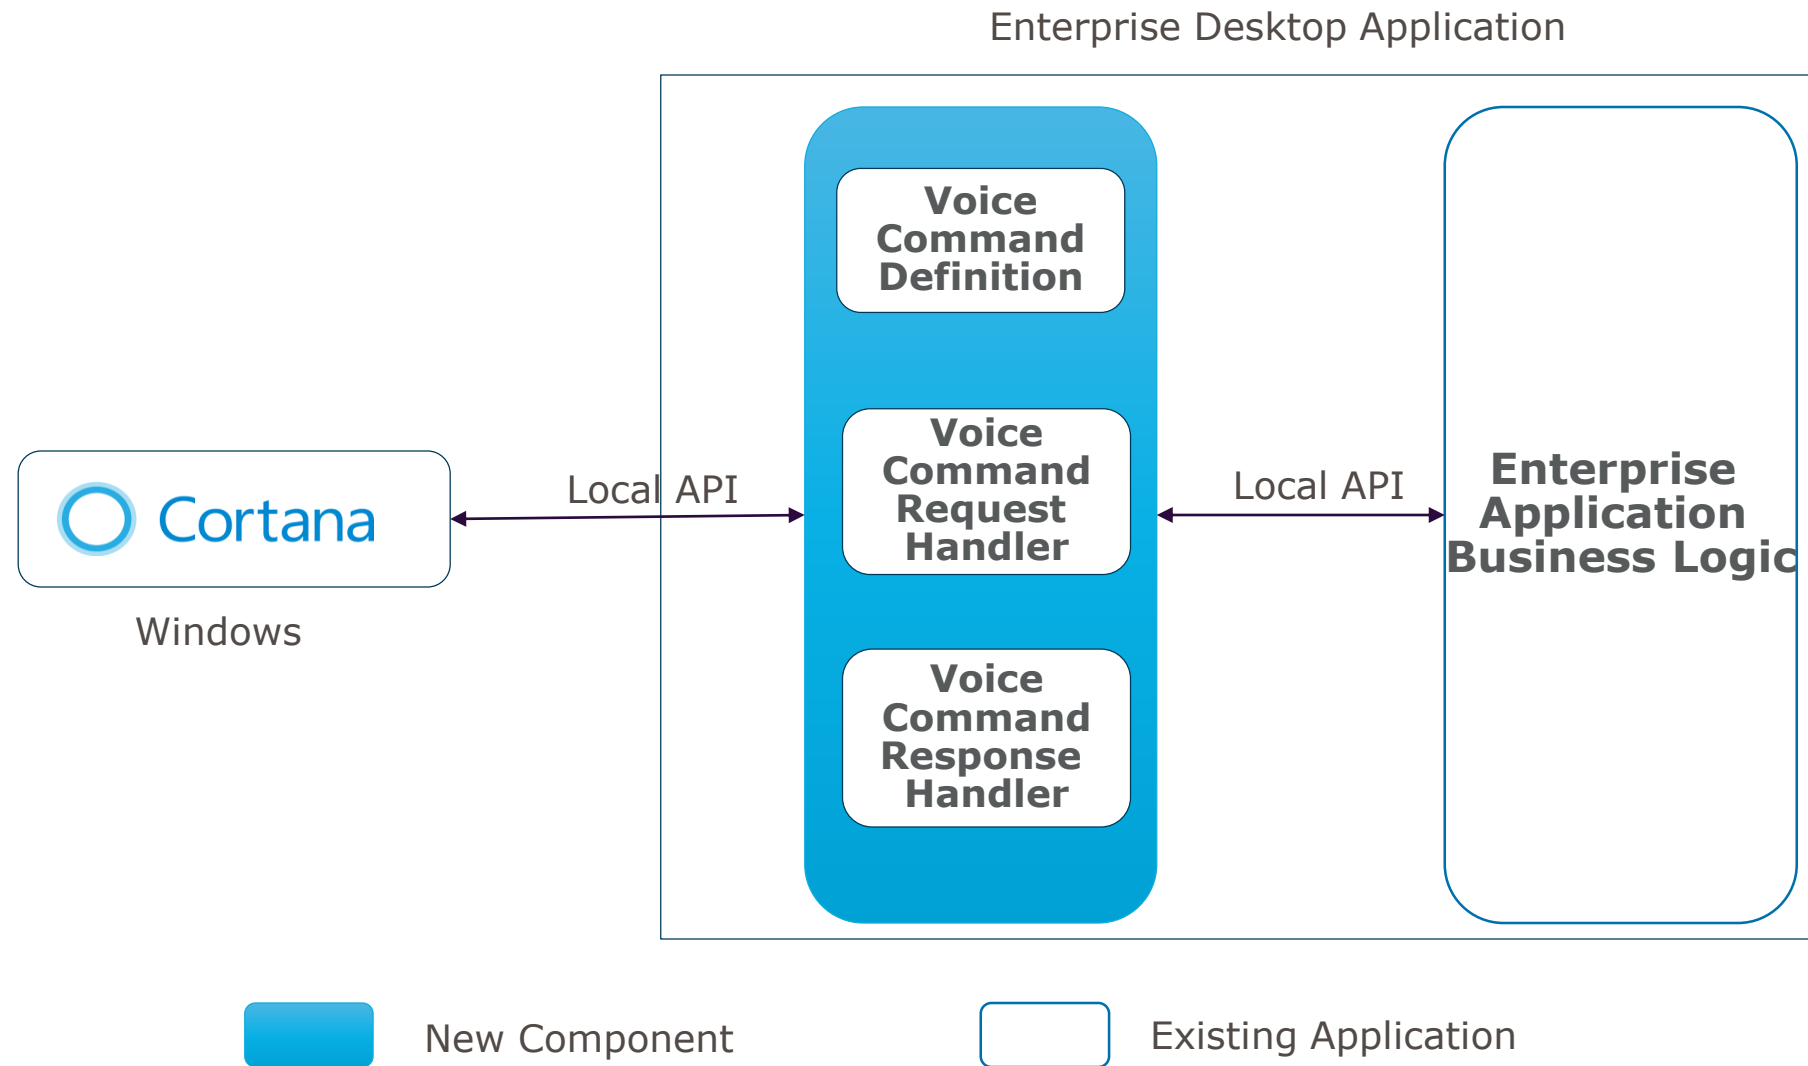 Enterprise Desktop Application
Voice
Command
Definition
Voice
Command
Request
Handler
Voice
Command
Response
Handler
Cortana
Windows
Local API
Local API
Enterprise
Application
Business Logic
New Component
Existing Application